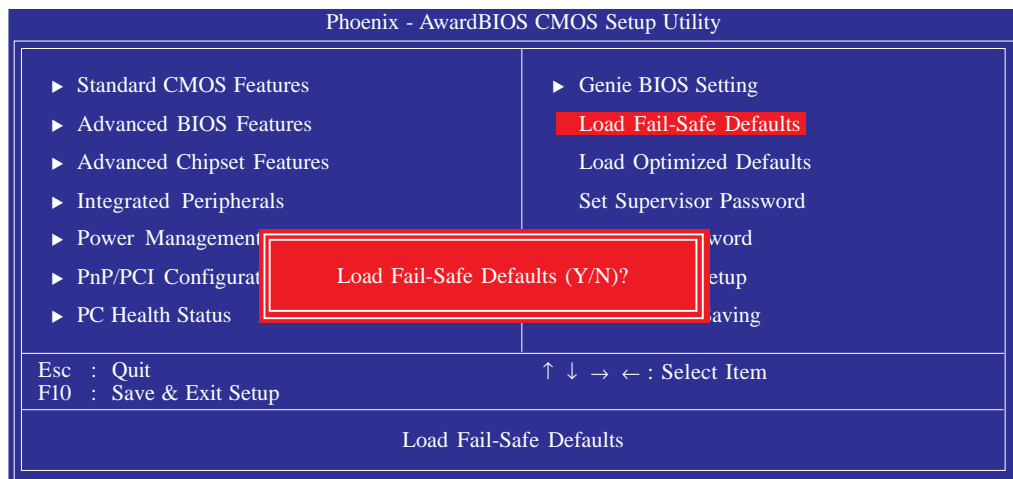 Phoenix - AwardBIOS CMOS Setup Utility
► Standard CMOS Features
► Advanced BIOS Features
► Advanced Chipset Features
► Integrated Peripherals
► Power Management
► PnP/PCI Configurat
► PC Health Status
► Genie BIOS Setting
Load Fail-Safe Defaults
Load Optimized Defaults
Set Supervisor Password
word
etup
aving
Load Fail-Safe Defaults (Y/N)?
Esc : Quit
F10 : Save & Exit Setup
↑ ↓ → ← : Select Item
Load Fail-Safe Defaults